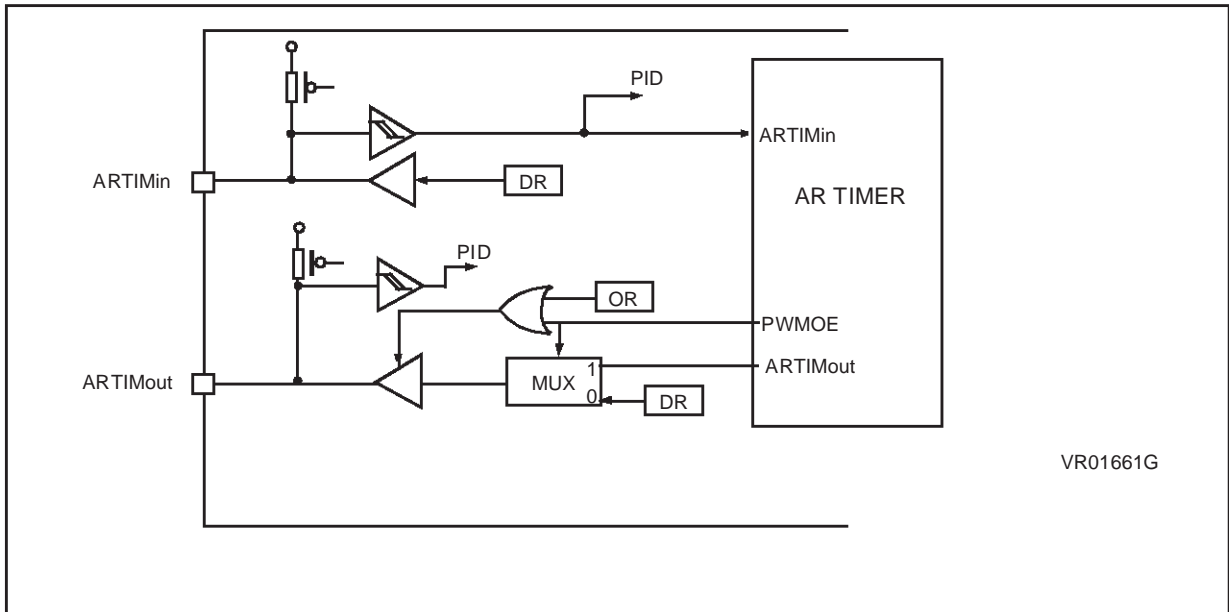 PID
ARTIMin
AR TIMER
ARTIMin
DR
PID
OR
PWMOE
ARTIMout
ARTIMout
MUX
1
0
DR
VR01661G